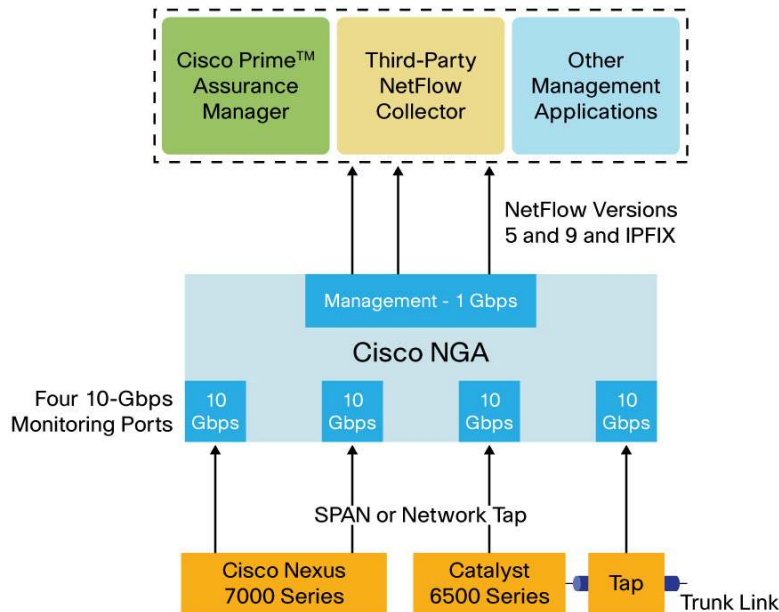 Cisco Prime™
Assurance
Manager
Third-Party
NetFlow
Collector
Other
Management
Applications
NetFlow Versions
5 and 9 and IPFIX
Management - 1 Gbps
Cisco NGA
Four 10-Gbps
Monitoring Ports
10
Gbps
10
Gbps
10
Gbps
10
Gbps
SPAN or Network Tap
Cisco Nexus
7000 Series
Catalyst
6500 Series
Tap
Trunk Link